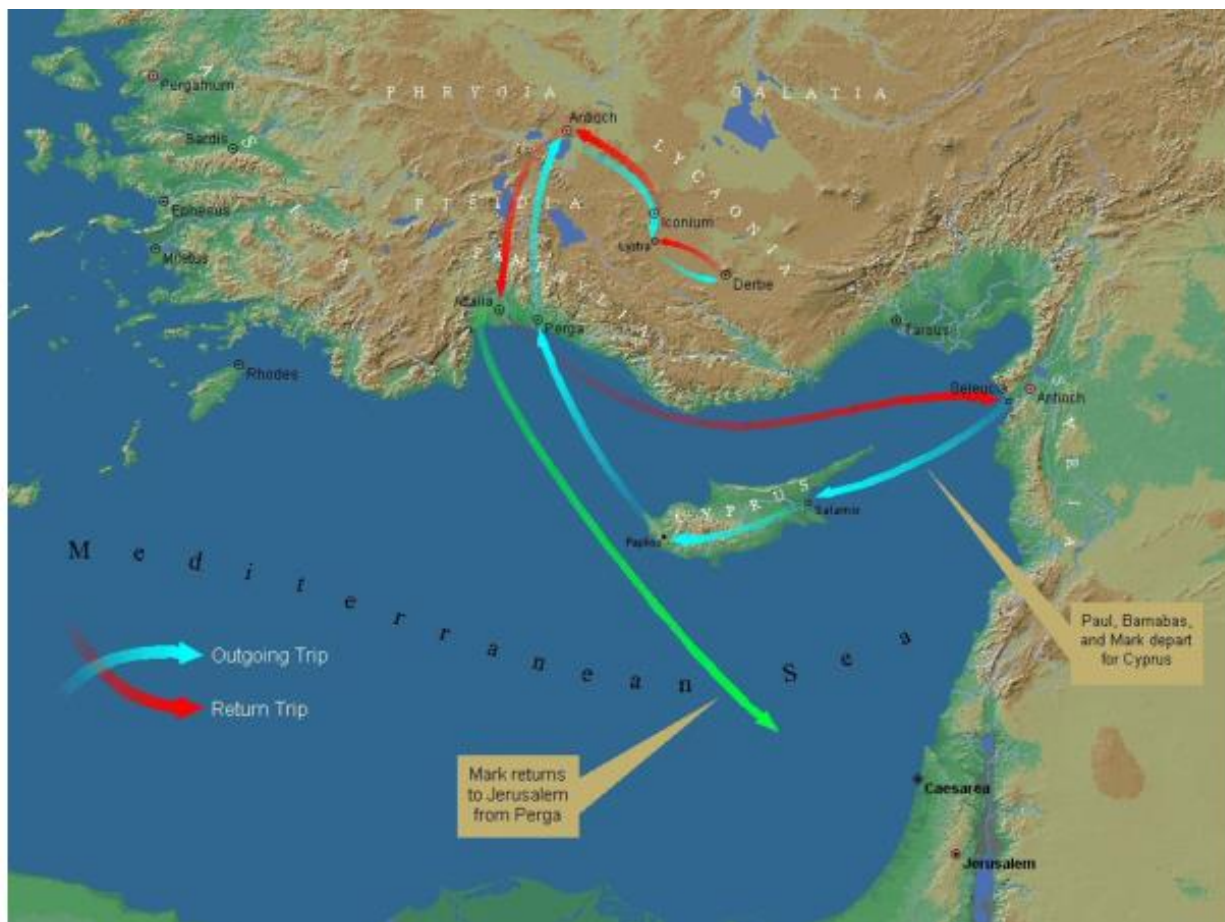 PHRYGIA
GALATIA
Pergamum
Antioch
Sardis
ASIA
LYCAONIA
PISIDIA
Ephesus
Iconium
Lystra
Miletus
Derbe
PAMPHYLIA
Attalia
Perga
Tarsus
Rhodes
Seleucia
Antioch
SYRIA
CYPRUS
Salamis
Paphos
Mediterranean Sea
Paul, Barnabas,
and Mark depart
for Cyprus
Outgoing Trip
Return Trip
Mark returns
to Jerusalem
from Perga
Caesarea
Jerusalem